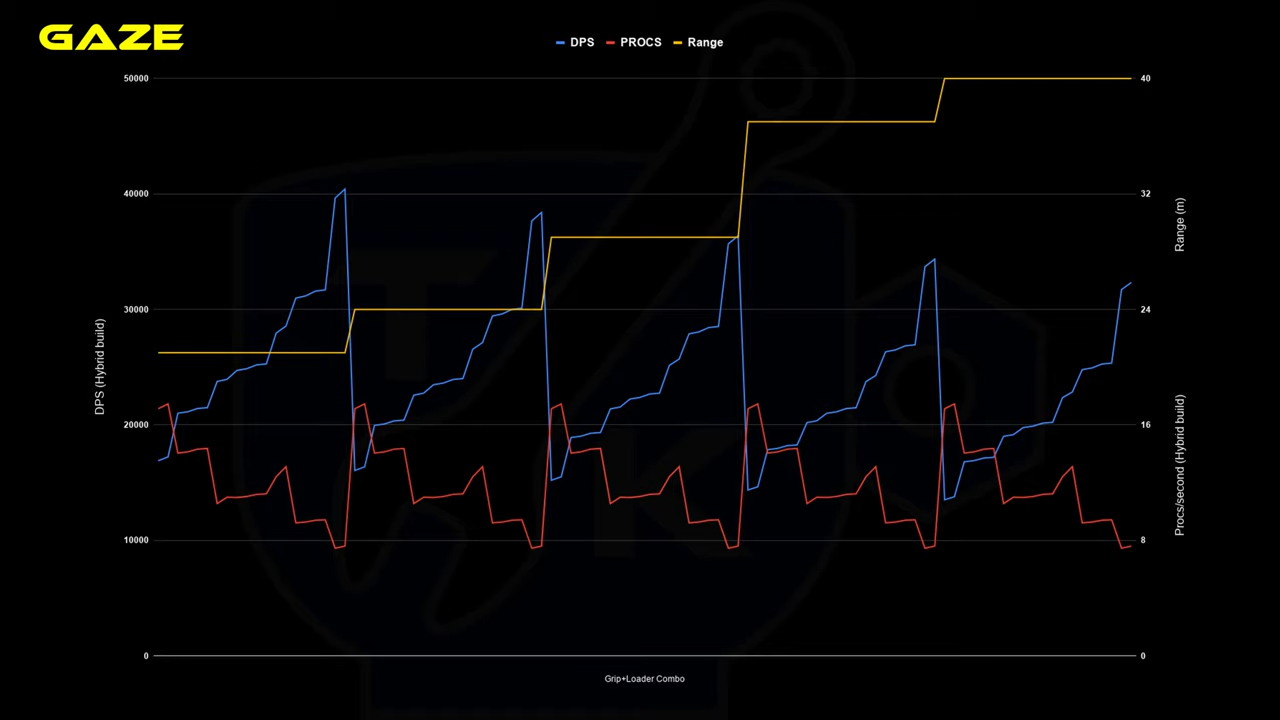 GAZE
DPS PROCS Range
50000
40000
30000
20000
10000
0
40
32
24
16
8
0
DPS (Hybrid build)
Range (m)
Procs/second (Hybrid build)
Grip+Loader Combo
T
K